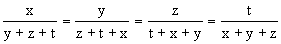 x / (y + z + t) = y / (z + t + x) = z / (t + x + y) = t / (x + y + z)